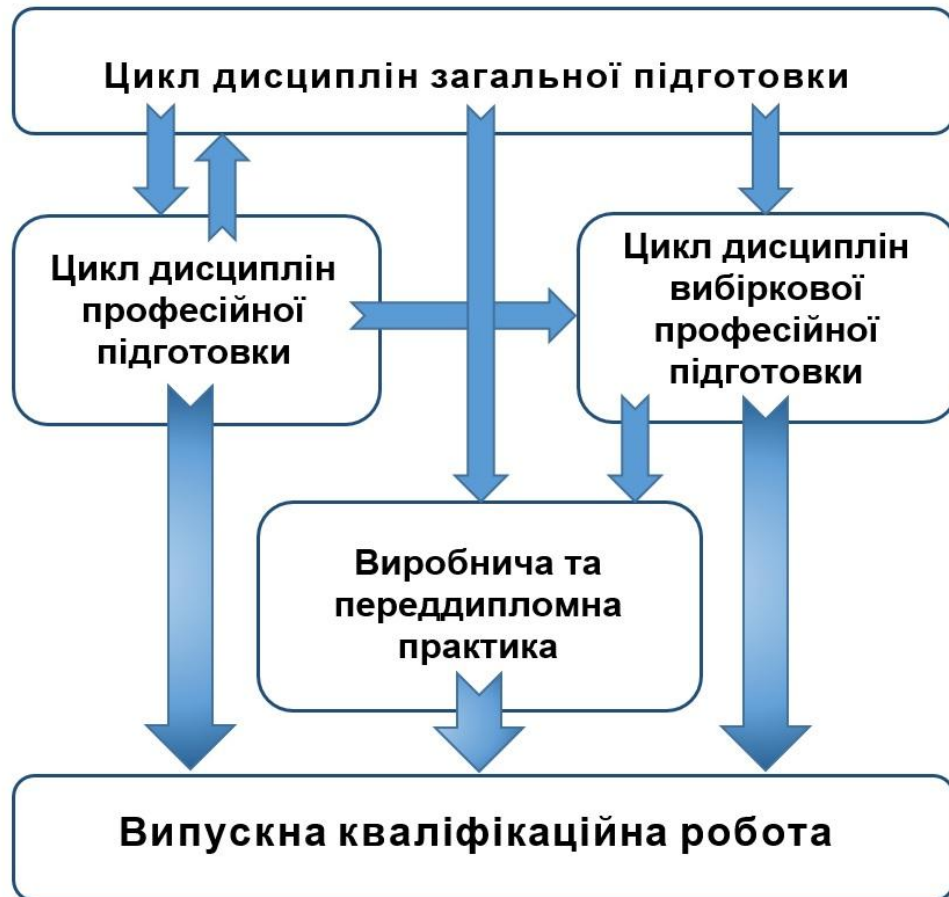 Цикл дисциплін загальної підготовки
Цикл дисциплін
професійної
підготовки
Цикл дисциплін
вибіркової
професійної
підготовки
Виробнича та
переддипломна
практика
Випускна кваліфікаційна робота